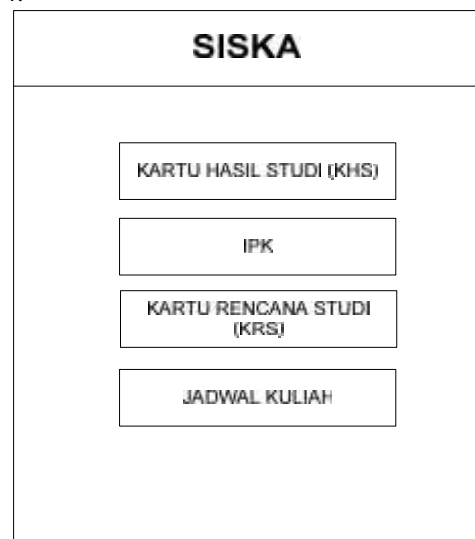 SISKA
KARTU HASIL STUDI (KHS)
IPK
KARTU RENCANA STUDI
(KRS)
JADWAL KULIAH